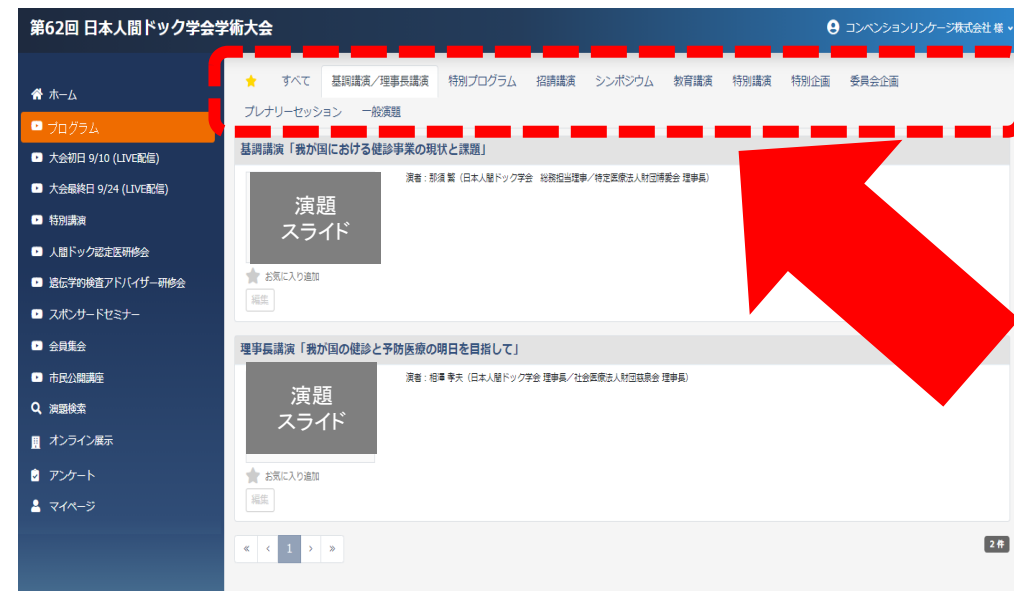 第62回 日本人間ドック学会学術大会
コンベンションリンケージ株式会社 様
ホーム
プログラム
大会初日 9/10 (LIVE配信)
大会最終日 9/24 (LIVE配信)
特別講演
人間ドック認定医研修会
遺伝学的検査アドバイザー研修会
スポンサードセミナー
会員集会
市民公開講座
演題検索
オンライン展示
アンケート
マイページ
すべて 基調講演/理事長講演 特別プログラム 招請講演 シンポジウム 教育講演 特別講演 特別企画 委員会企画
プレナリーセッション 一般演題
基調講演「我が国における健診事業の現状と課題」
演者 : 那須 繁 (日本人間ドック学会 総務担当理事/特定医療法人財団博愛会 理事長)
演題
スライド
お気に入り追加
編集
理事長講演「我が国の健診と予防医療の明日を目指して」
演者 : 相澤 孝夫 (日本人間ドック学会 理事長/社会医療法人財団慈泉会 理事長)
演題
スライド
お気に入り追加
編集
« ‹ 1 › »
2 件